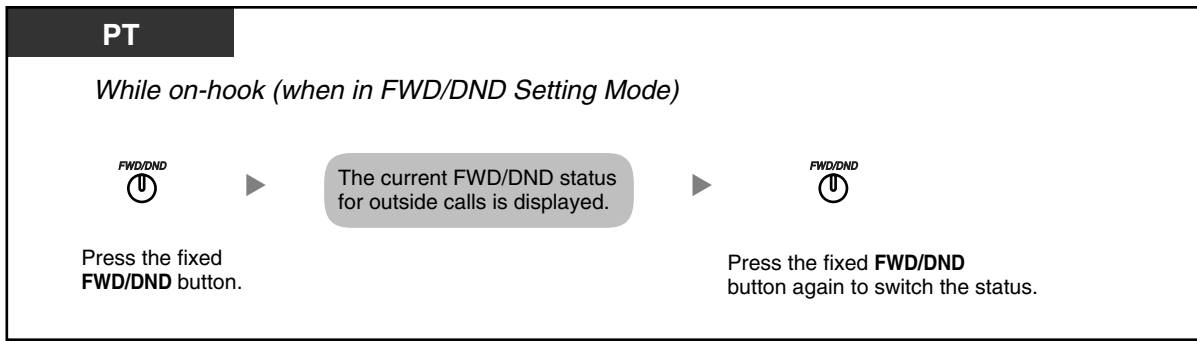 PT
While on-hook (when in FWD/DND Setting Mode)
FWD/DND
The current FWD/DND status
for outside calls is displayed.
FWD/DND
Press the fixed
FWD/DND button.
Press the fixed FWD/DND
button again to switch the status.